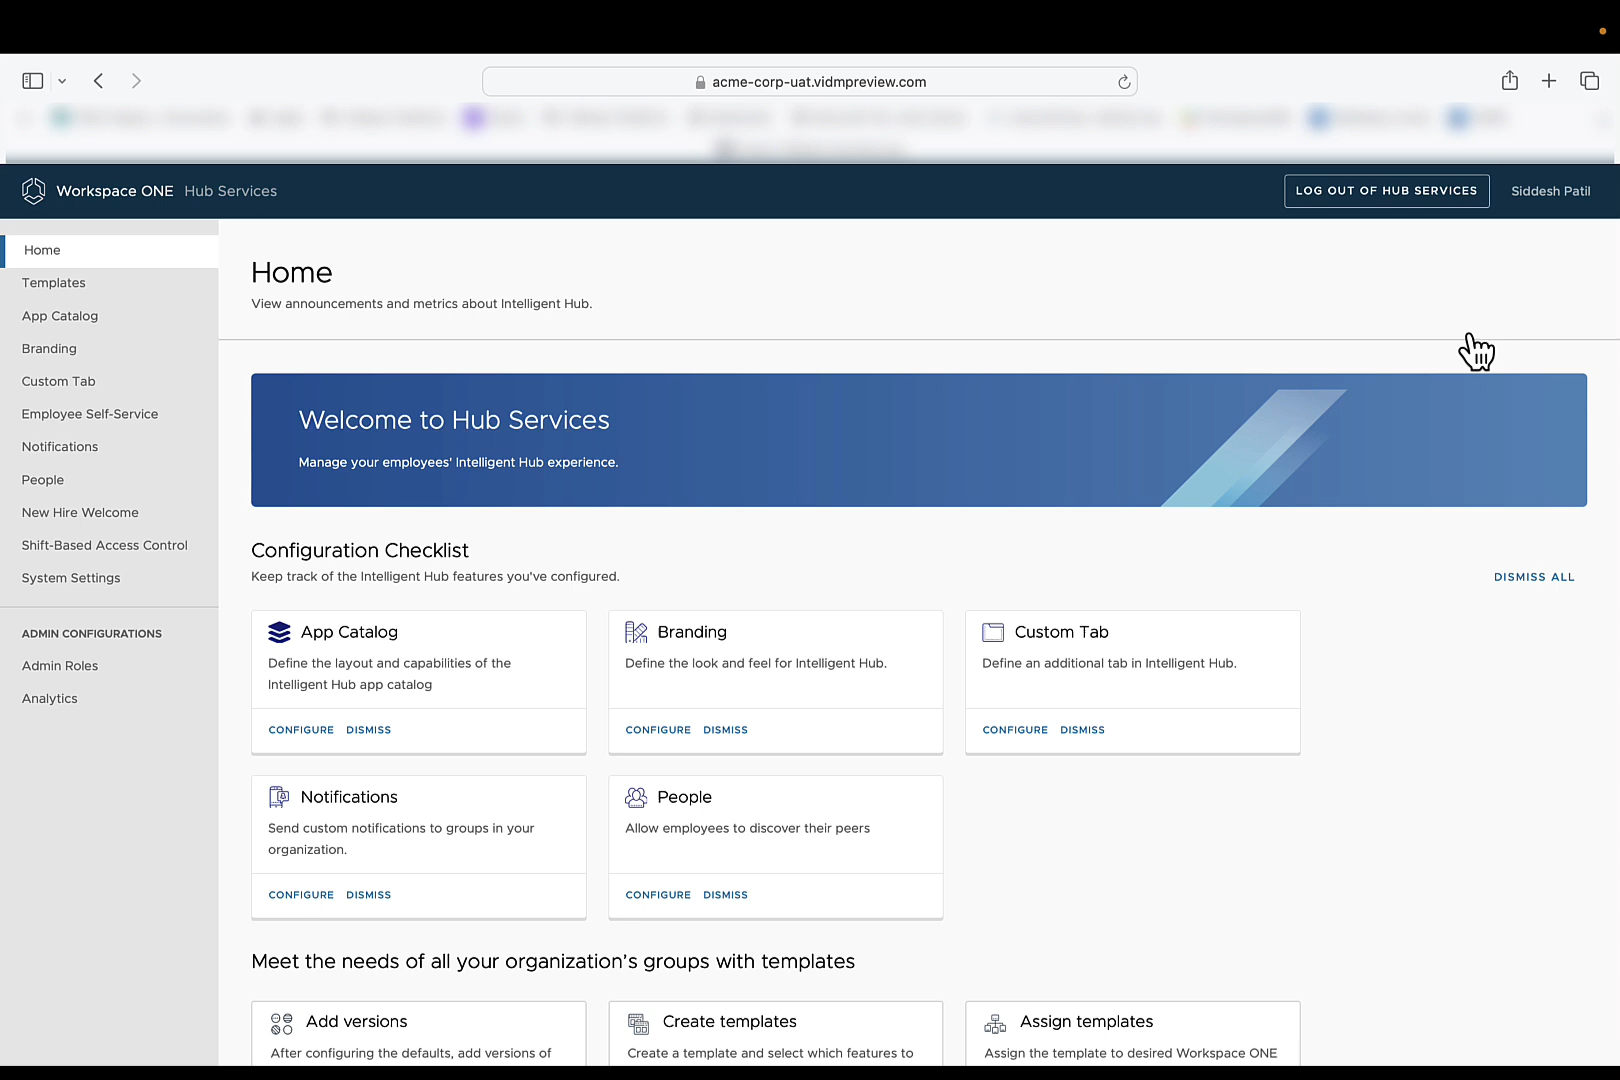 acme-corp-uat.vidmpreview.com
Workspace ONE Hub Services
LOG OUT OF HUB SERVICES
Siddesh Patil
Home
Templates
App Catalog
Branding
Custom Tab
Employee Self-Service
Notifications
People
New Hire Welcome
Shift-Based Access Control
System Settings
ADMIN CONFIGURATIONS
Admin Roles
Analytics
Home
View announcements and metrics about Intelligent Hub.
Welcome to Hub Services
Manage your employees' Intelligent Hub experience.
Configuration Checklist
Keep track of the Intelligent Hub features you've configured.
DISMISS ALL
App Catalog
Define the layout and capabilities of the
Intelligent Hub app catalog
CONFIGURE DISMISS
Branding
Define the look and feel for Intelligent Hub.
CONFIGURE DISMISS
Custom Tab
Define an additional tab in Intelligent Hub.
CONFIGURE DISMISS
Notifications
Send custom notifications to groups in your
organization.
CONFIGURE DISMISS
People
Allow employees to discover their peers
CONFIGURE DISMISS
Meet the needs of all your organization's groups with templates
Add versions
After configuring the defaults, add versions of
Create templates
Create a template and select which features to
Assign templates
Assign the template to desired Workspace ONE